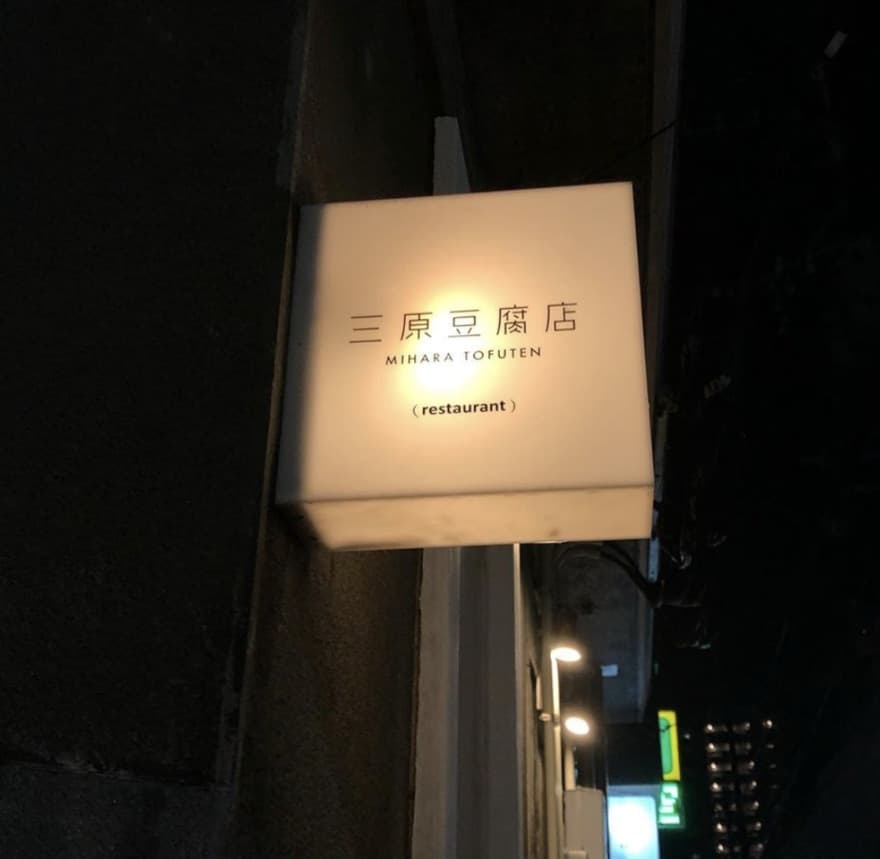 三原豆腐店
MIHARA TOFUTEN
(restaurant)